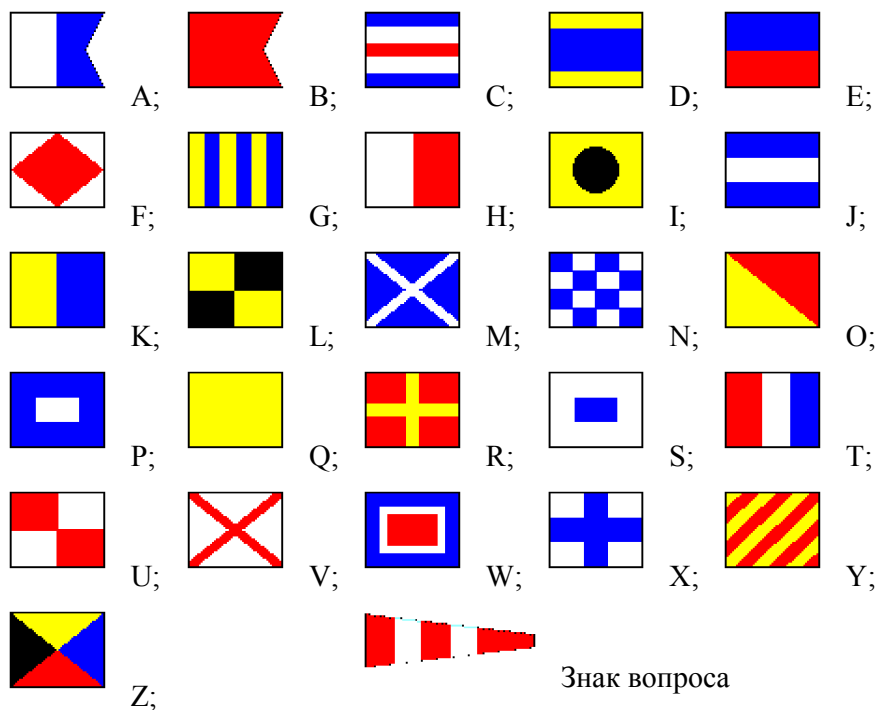 A; B; C; D; E;
F; G; H; I; J;
K; L; M; N; O;
P; Q; R; S; T;
U; V; W; X; Y;
Z; Знак вопроса